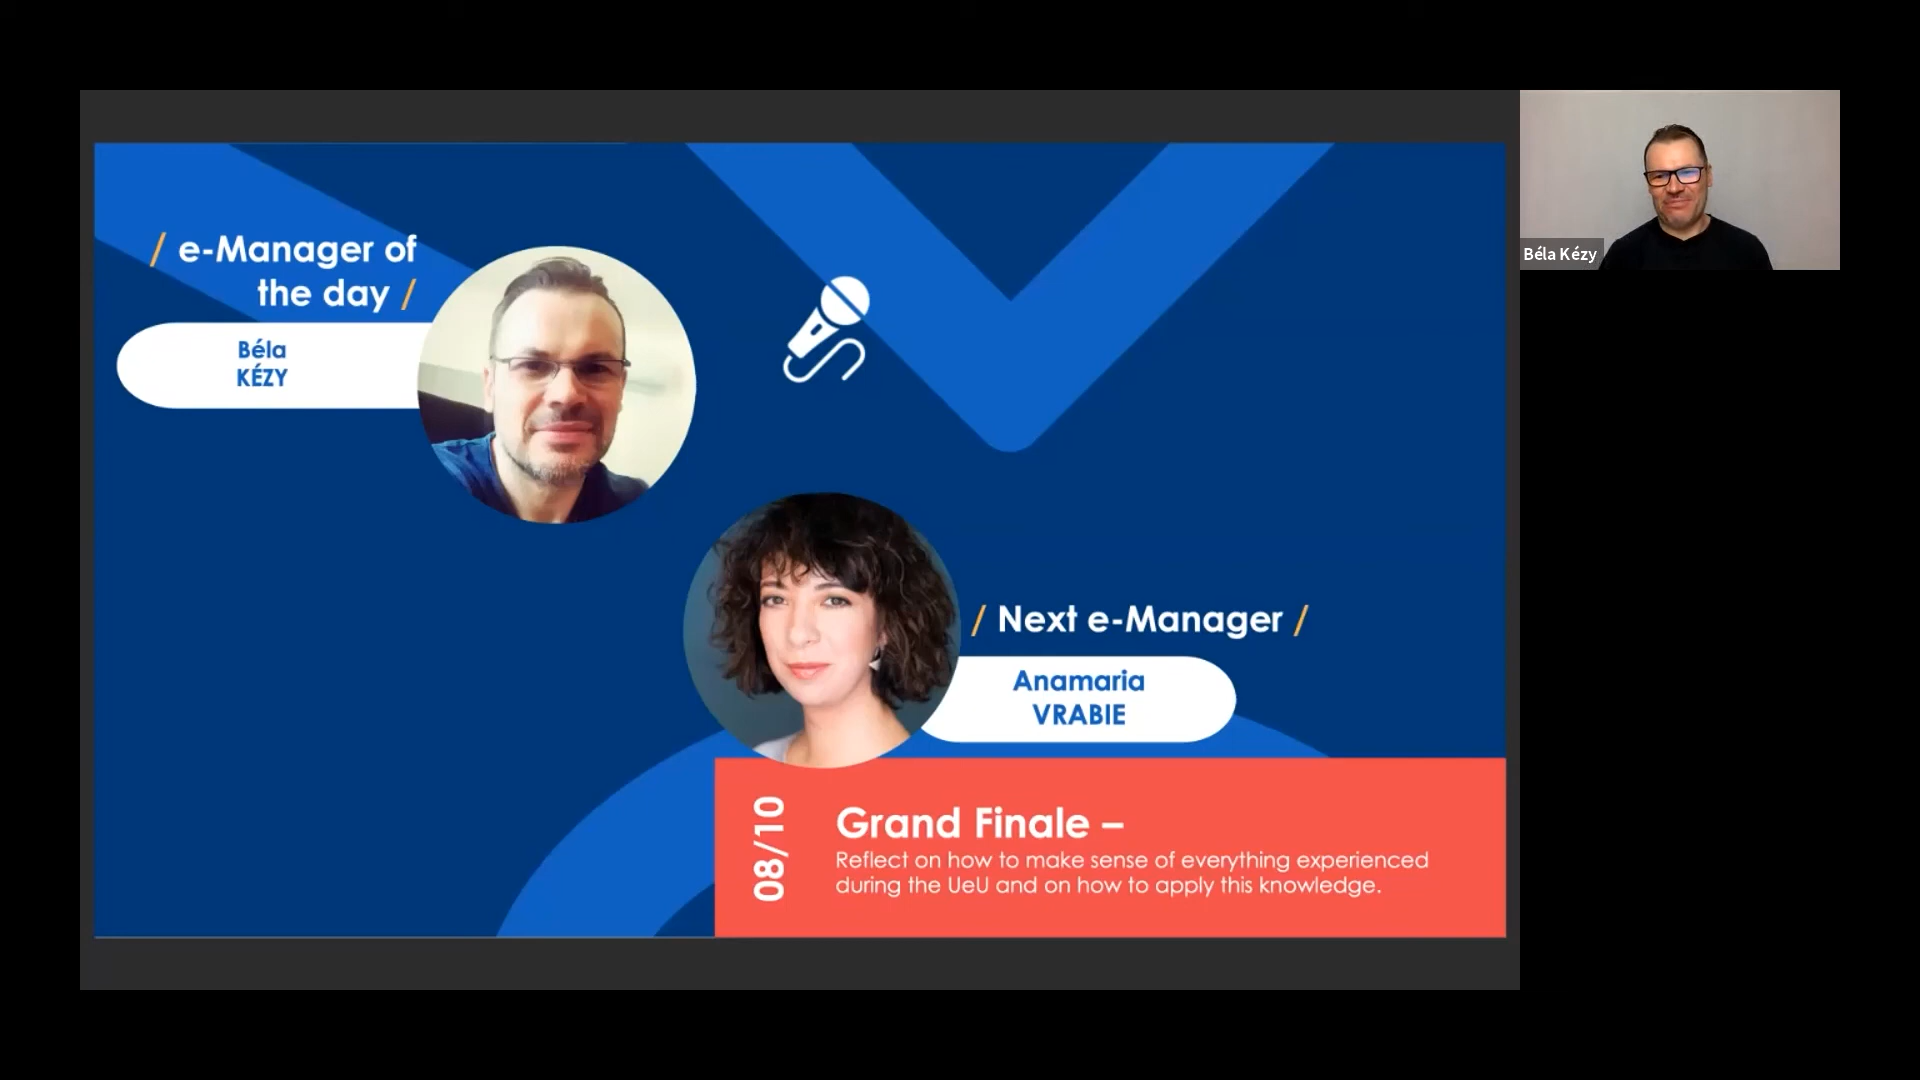 / e-Manager of
the day /
Béla
KÉZY
/ Next e-Manager /
Anamaria
VRABIE
08/10
Grand Finale –
Reflect on how to make sense of everything experienced
during the UeU and on how to apply this knowledge.
Béla Kézy